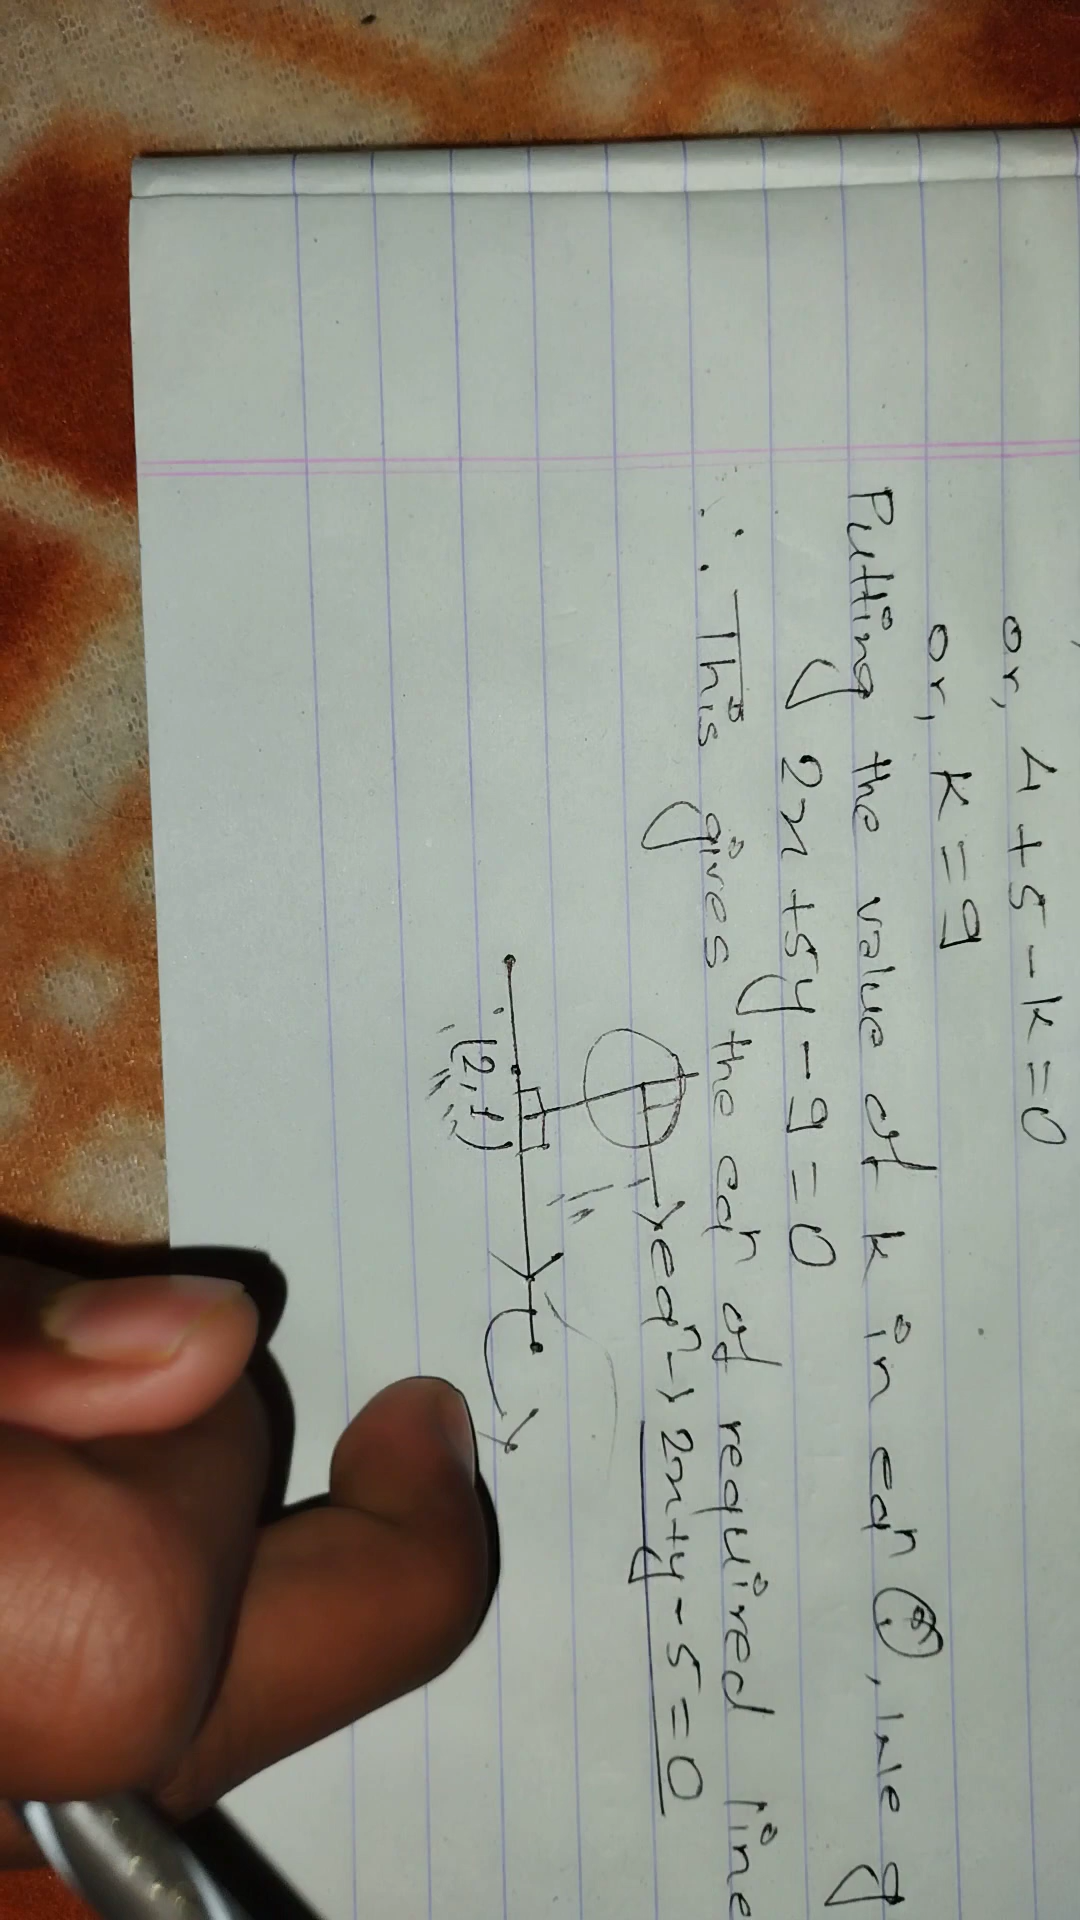 or, 4 + 5 - k = 0
or, k = 9
Putting the value of k in eqn , we g
y 2x + 5y - 9 = 0
∴ This gives the eqn of required line
eqn → 2x + y - 5 = 0
(2, 1)